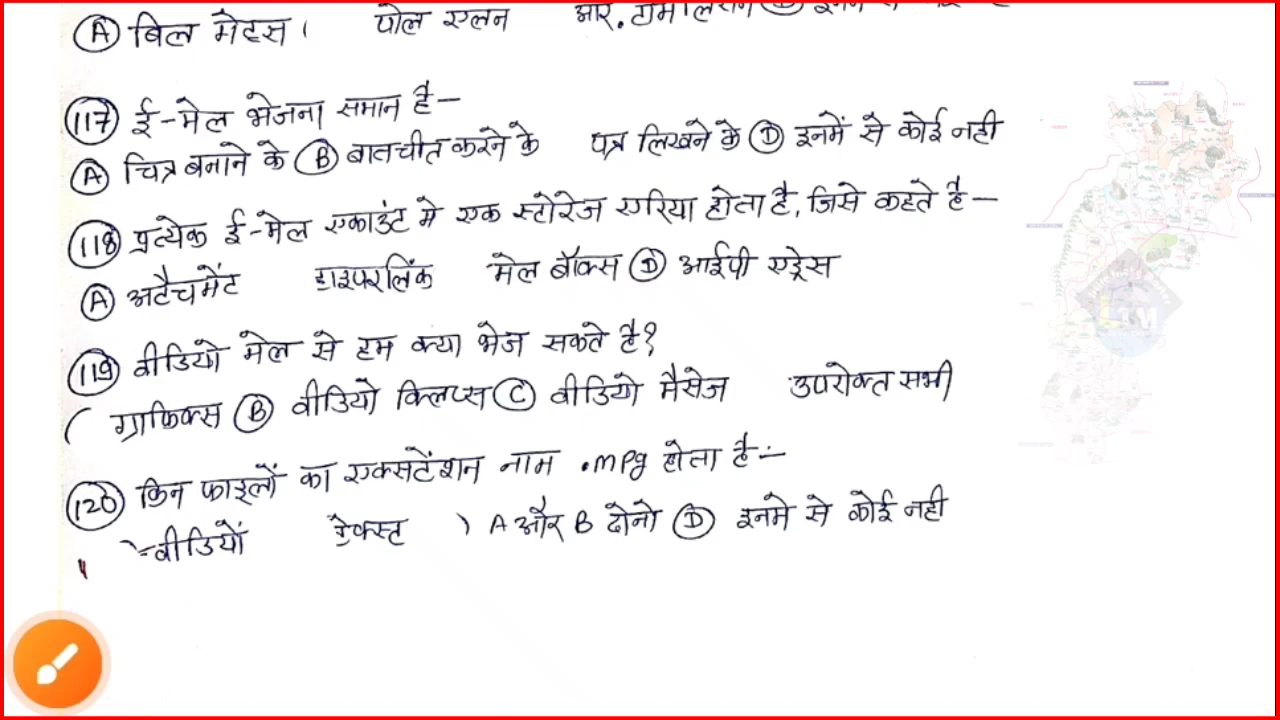 (A) बिल गेट्स। पोल एलन आर. टाम
(117) ई-मेल भेजना समान है-
(A) चित्र बनाने के (B) बातचीत करने के पत्र लिखने के (D) इनमें से कोई नही
(118) प्रत्येक ई-मेल एकाउंट मे एक स्टोरेज एरिया होता है, जिसे कहते है-
(A) अटैचमेंट हाइपरलिंक मेल बॉक्स (D) आईपी एड्रेस
(119) वीडियो मेल से हम क्या भेज सकते है?
( ग्राफिक्स (B) वीडियो क्लिप्स (C) वीडियो मैसेज उपरोक्त सभी
(120) किन फाइलों का एक्सटेंशन नाम .mpg होता है:-
वीडियों टेक्स्ट ) A और B दोनो (D) इनमे से कोई नही